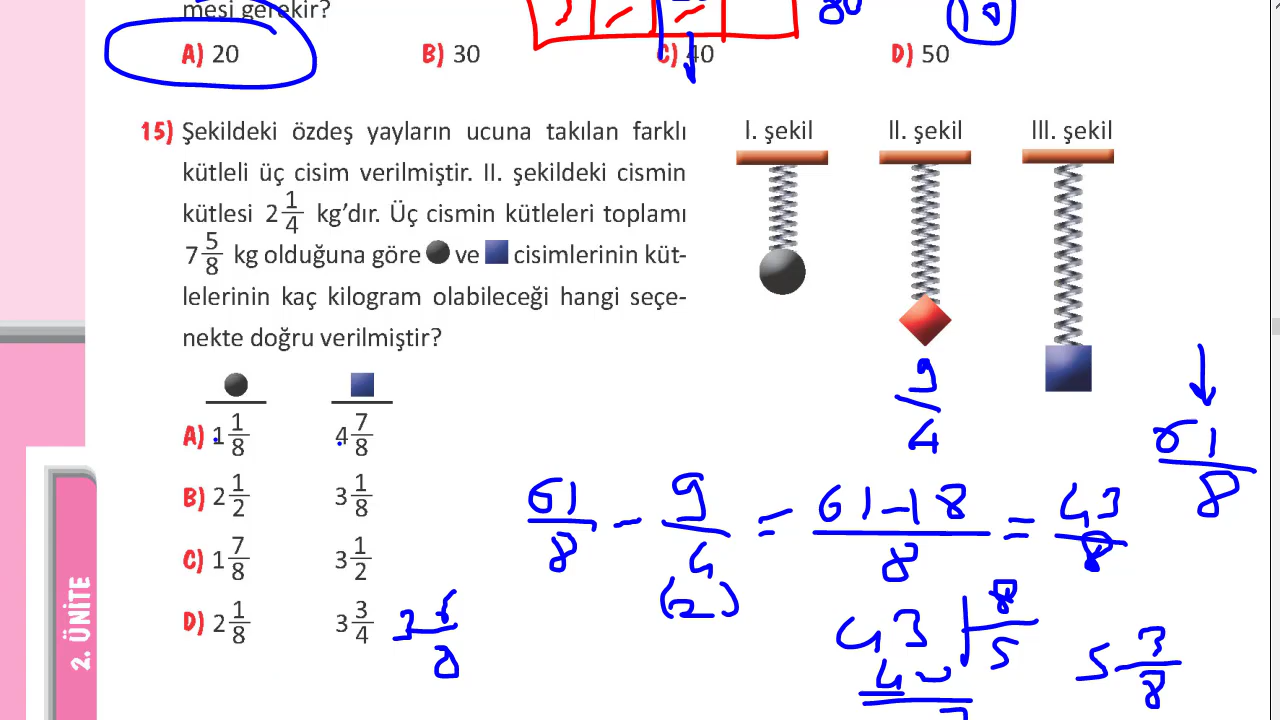 mesi gerekir?
A) 20 B) 30 C) 40 D) 50
15) Şekildeki özdeş yayların ucuna takılan farklı
kütleli üç cisim verilmiştir. II. şekildeki cismin
kütlesi 2 1/4 kg'dır. Üç cismin kütleleri toplamı
7 5/8 kg olduğuna göre ve cisimlerinin küt-
lelerinin kaç kilogram olabileceği hangi seçe-
nekte doğru verilmiştir?
I. şekil II. şekil III. şekil
A) 1 1/8 4 7/8
B) 2 1/2 3 1/8
C) 1 7/8 3 1/2
D) 2 1/8 3 3/4
9/4
61/8
61/8 - 9/4 = 61-18/8 = 43/8
(2)
43 8
40 5
3
5 3/8
3 6/8
2. ÜNİTE